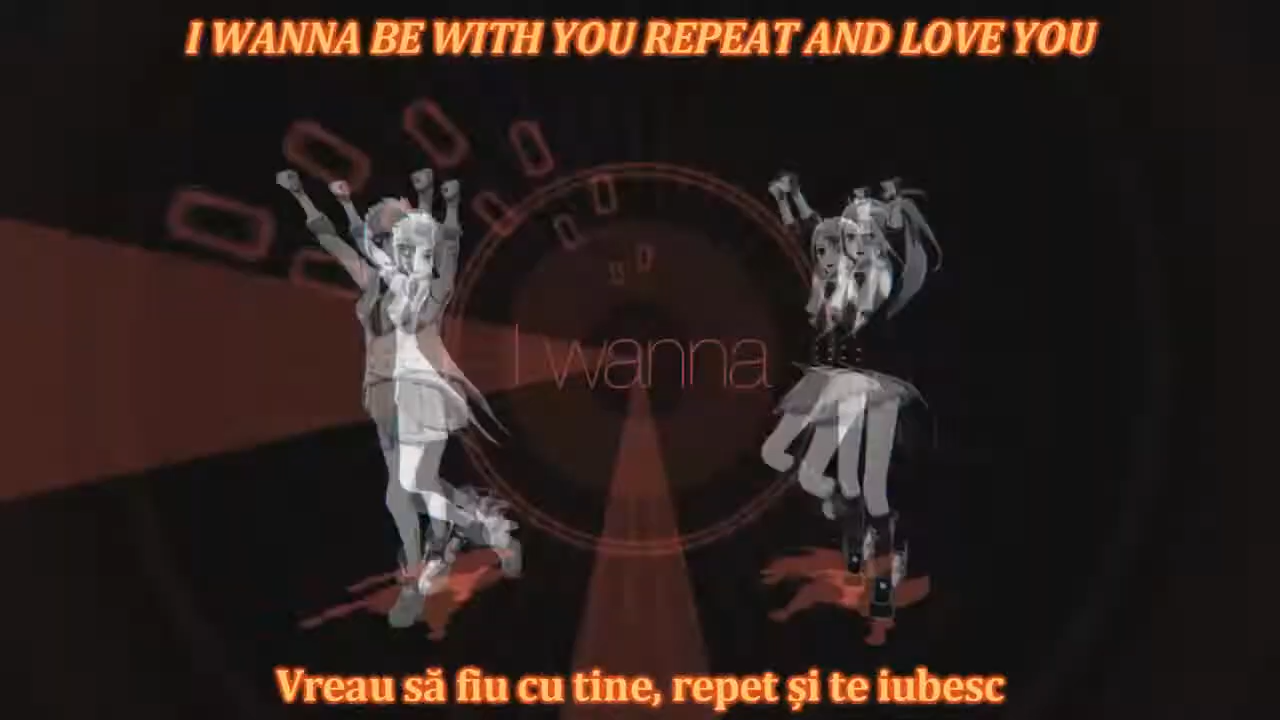 I WANNA BE WITH YOU REPEAT AND LOVE YOU
I wanna
Vreau să fiu cu tine, repet și te iubesc